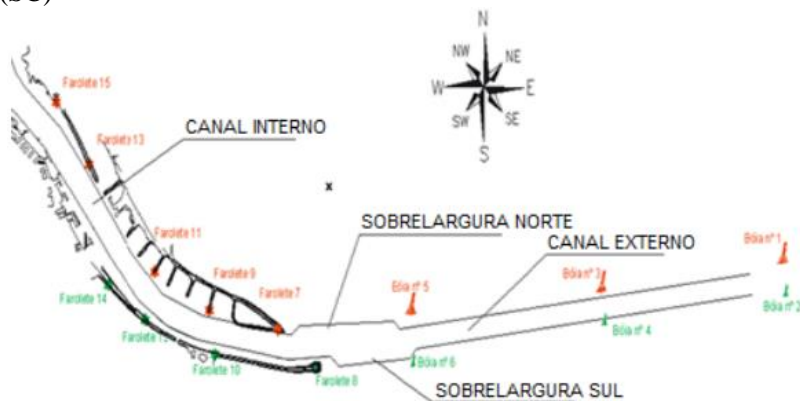 (SC)
N
NW NE
W E
SW SE
S
Farolete 15
CANAL INTERNO
Farolete 13
SOBRELARGURA NORTE
CANAL EXTERNO
Bóia nº 1
Farolete 11
Farolete 9
Bóia nº 5
Bóia nº 3
Farolete 7
Farolete 14
Bóia nº 2
Bóia nº 4
Farolete 10
Farolete 8
Bóia nº 6
SOBRELARGURA SUL